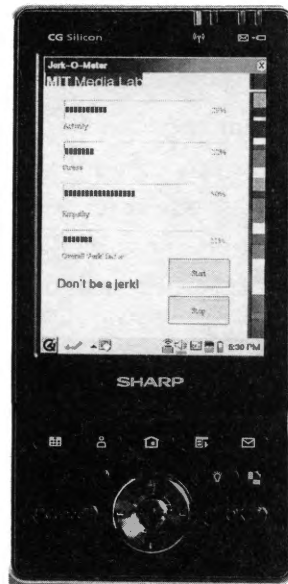 CG Silicon
Jerk-O-Meter
X
MIT Media Lab
Activity
Stress
Empathy
Overall
Don't be a jerk!
Start
Stop
5:30 PM
SHARP